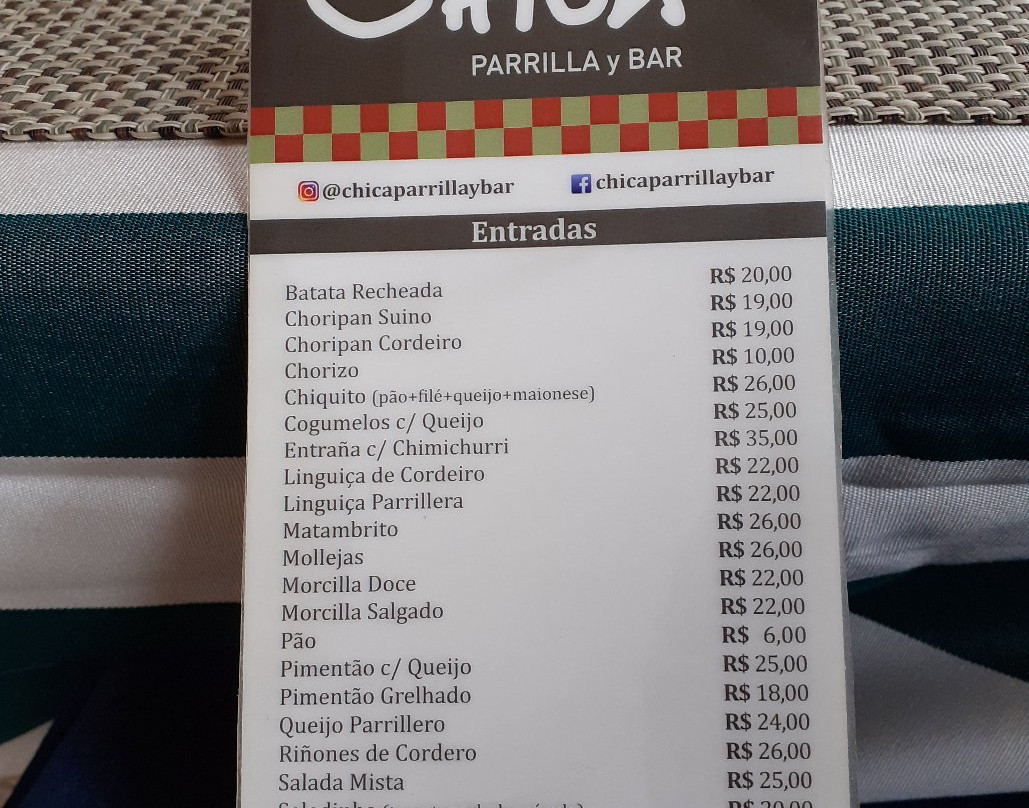 PARRILLA y BAR
@chicaparrillaybar chicaparrillaybar
Entradas
Batata Recheada R$ 20,00
Choripan Suino R$ 19,00
Choripan Cordeiro R$ 19,00
Chorizo R$ 10,00
Chiquito (pão+filé+queijo+maionese) R$ 26,00
Cogumelos c/ Queijo R$ 25,00
Entraña c/ Chimichurri R$ 35,00
Linguiça de Cordeiro R$ 22,00
Linguiça Parrillera R$ 22,00
Matambrito R$ 26,00
Mollejas R$ 26,00
Morcilla Doce R$ 22,00
Morcilla Salgado R$ 22,00
Pão R$ 6,00
Pimentão c/ Queijo R$ 25,00
Pimentão Grelhado R$ 18,00
Queijo Parrillero R$ 24,00
Riñones de Cordero R$ 26,00
Salada Mista R$ 25,00